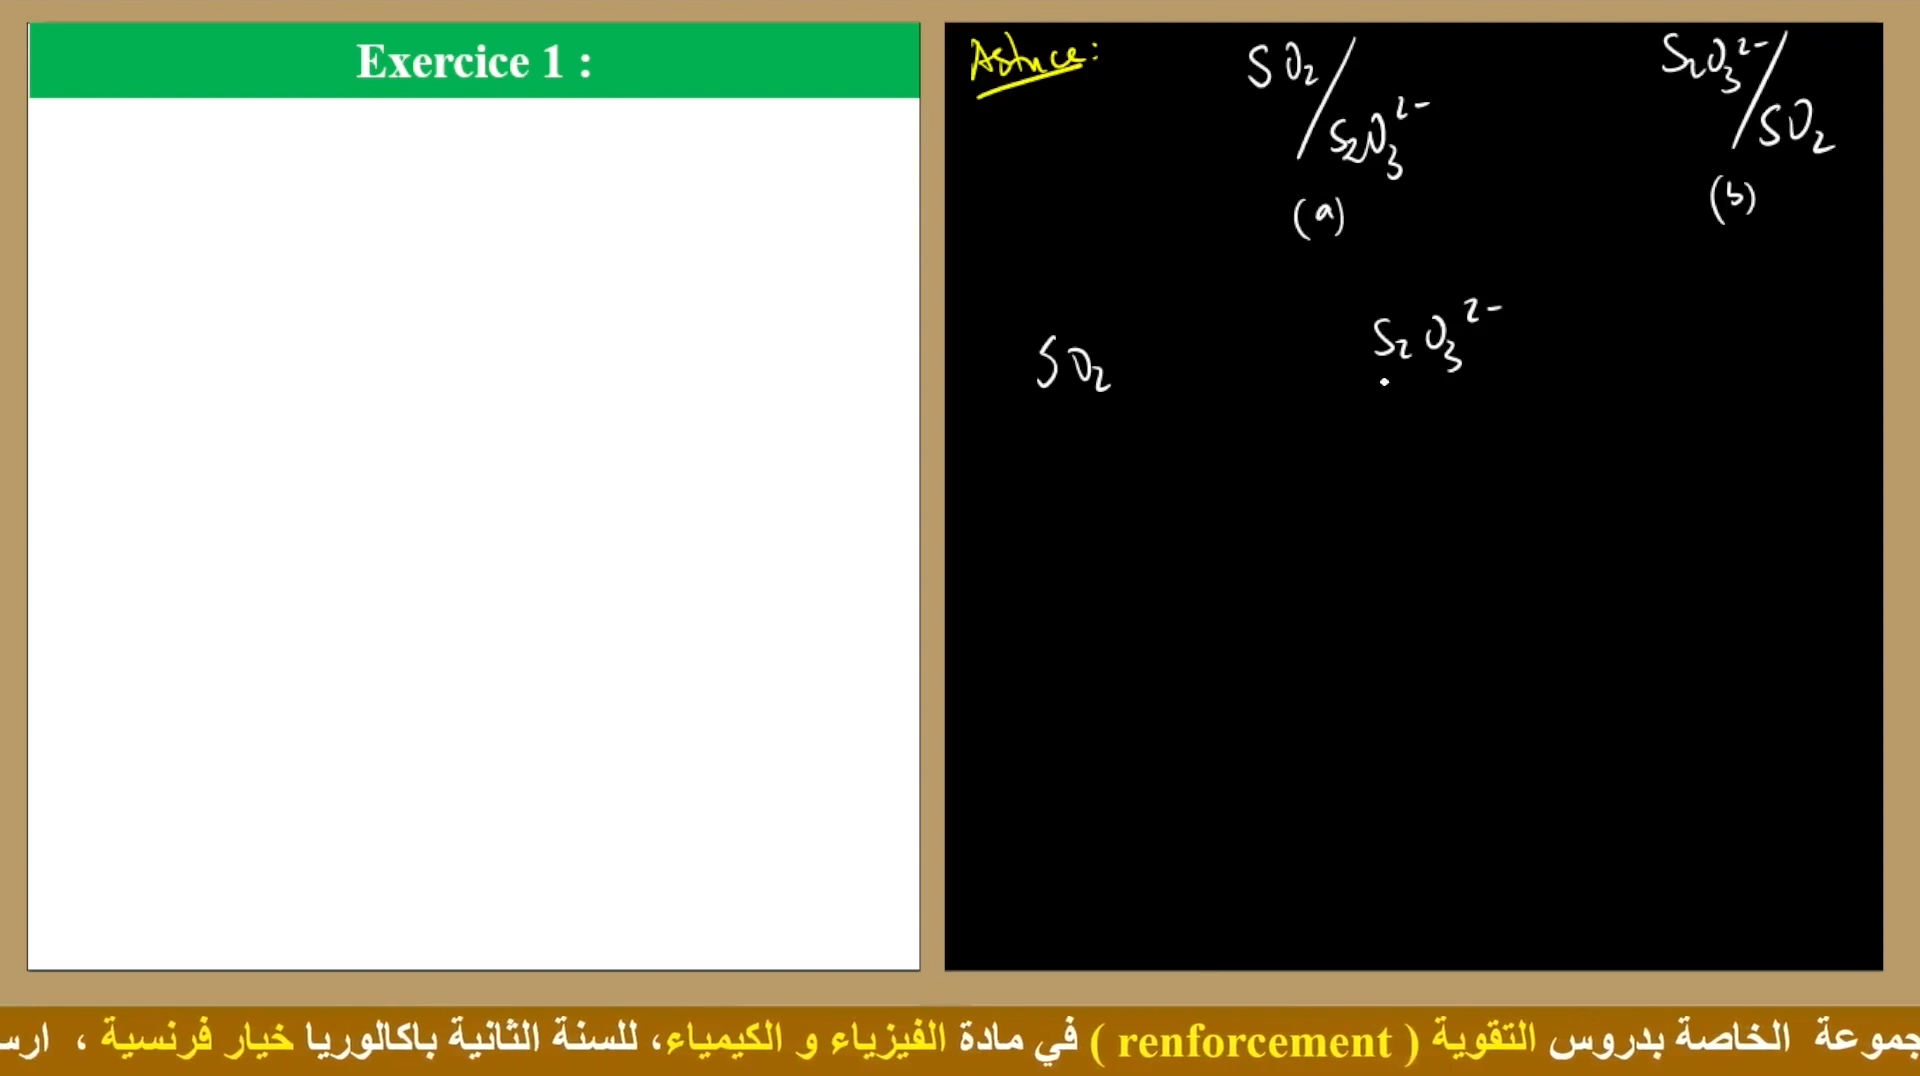 Exercice 1 :
Astuce:
SO₂/S₂O₃²⁻
(a)
S₂O₃²⁻/SO₂
(b)
SO₂
S₂O₃²⁻
جموعة الخاصة بدروس التقوية ( renforcement ) في مادة الفيزياء و الكيمياء، للسنة الثانية باكالوريا خيار فرنسية ، ارس